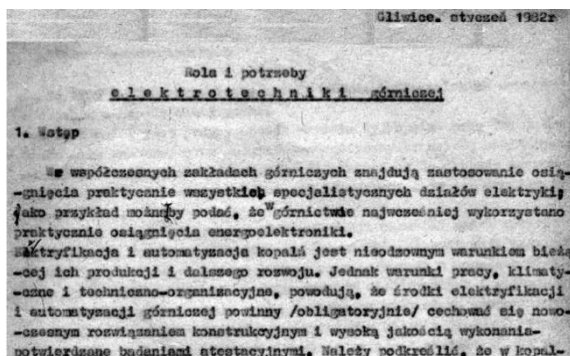 Gliwice. styczeń 1982r
Rola i potrzeby
elektrotechniki górniczej
1. Wstęp
We współczesnych zakładach górniczych znajdują zastosowanie osią-
-gnięcia praktycznie wszystkich specjalistycznych działów elektryki;
jako przykład możnaby podać, że w górnictwie najwcześniej wykorzystano
praktycznie osiągnięcia energoelektroniki.
Elektryfikacja i automatyzacja kopalń jest nieodzownym warunkiem bieżą-
-cej ich produkcji i dalszego rozwoju. Jednak warunki pracy, klimaty-
-czne i techniczno-organizacyjne, powodują, że środki elektryfikacji
i automatyzacji górniczej powinny /obligatoryjnie/ cechować się nowo-
-czesnym rozwiązaniem konstrukcyjnym i wysoką jakością wykonania-
potwierdzane badaniami atestacyjnymi. Należy podkreślić, że w kopal-